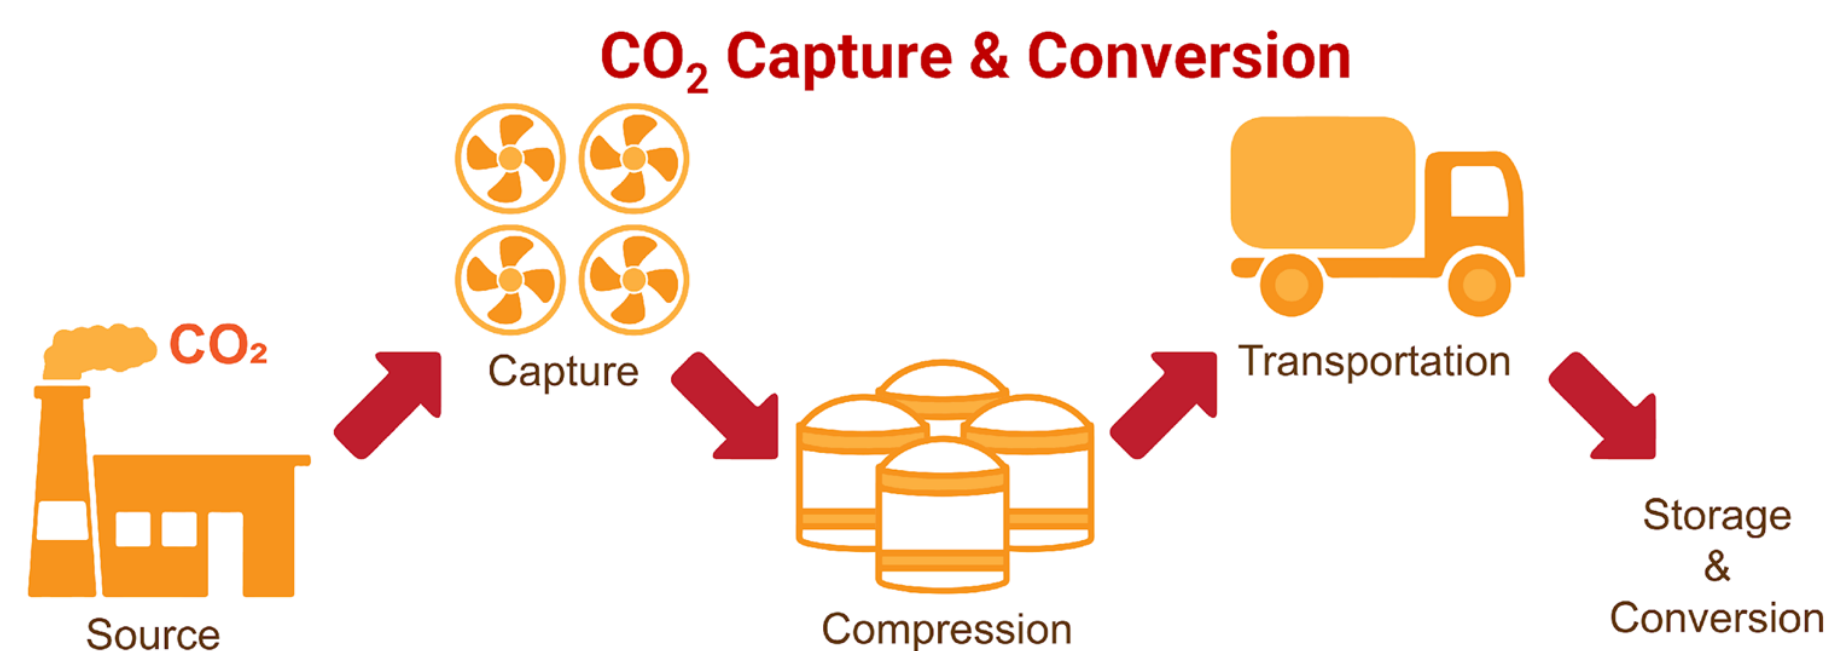 CO₂ Capture & Conversion
CO₂
Source
Capture
Compression
Transportation
Storage
&
Conversion